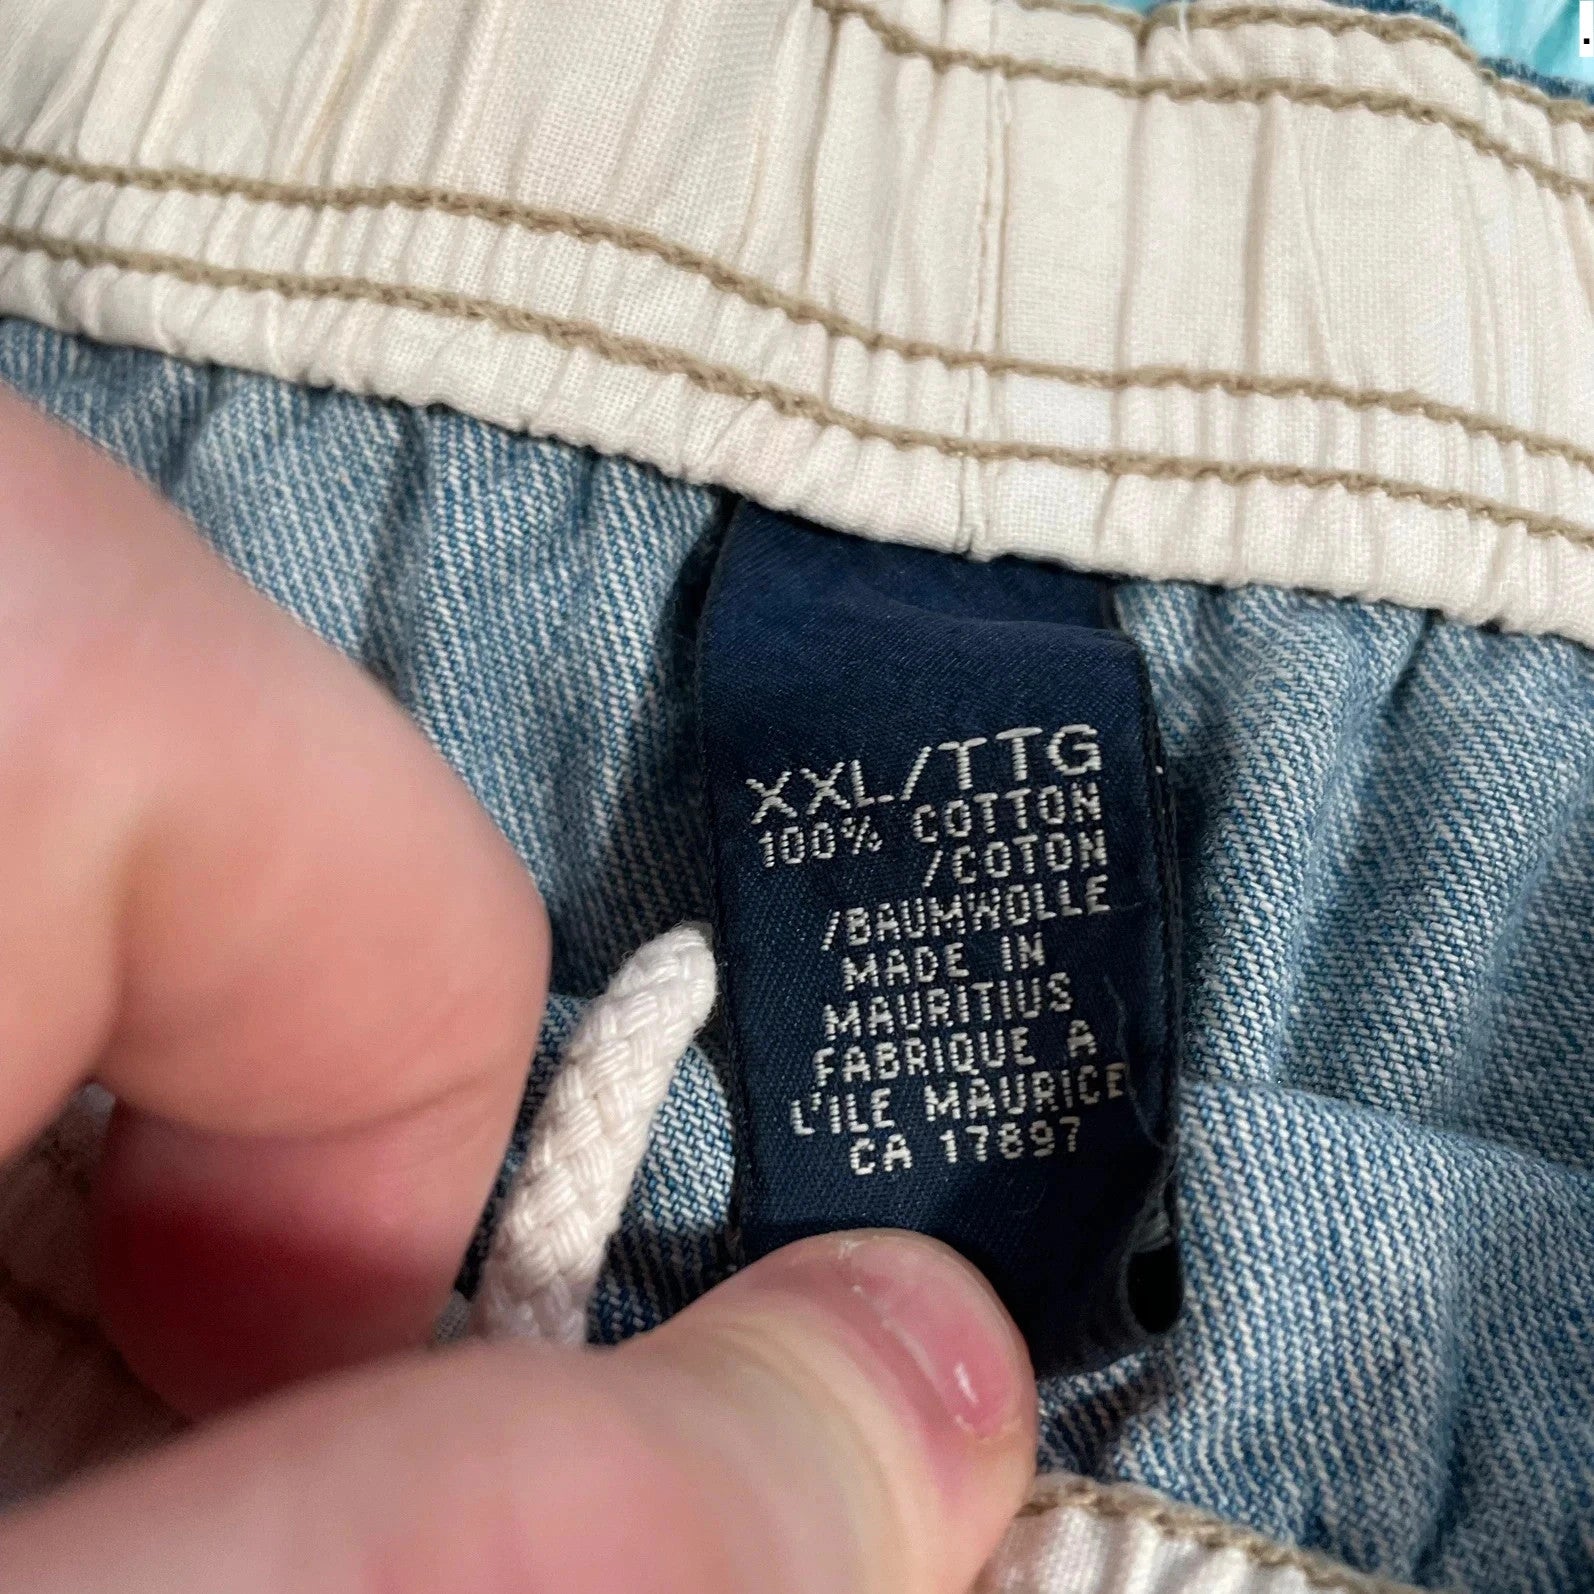 XXL/TTG
100% COTTON
/COTON
/BAUMWOLLE
MADE IN
MAURITIUS
FABRIQUE A
L'ILE MAURICE
CA 17897
.